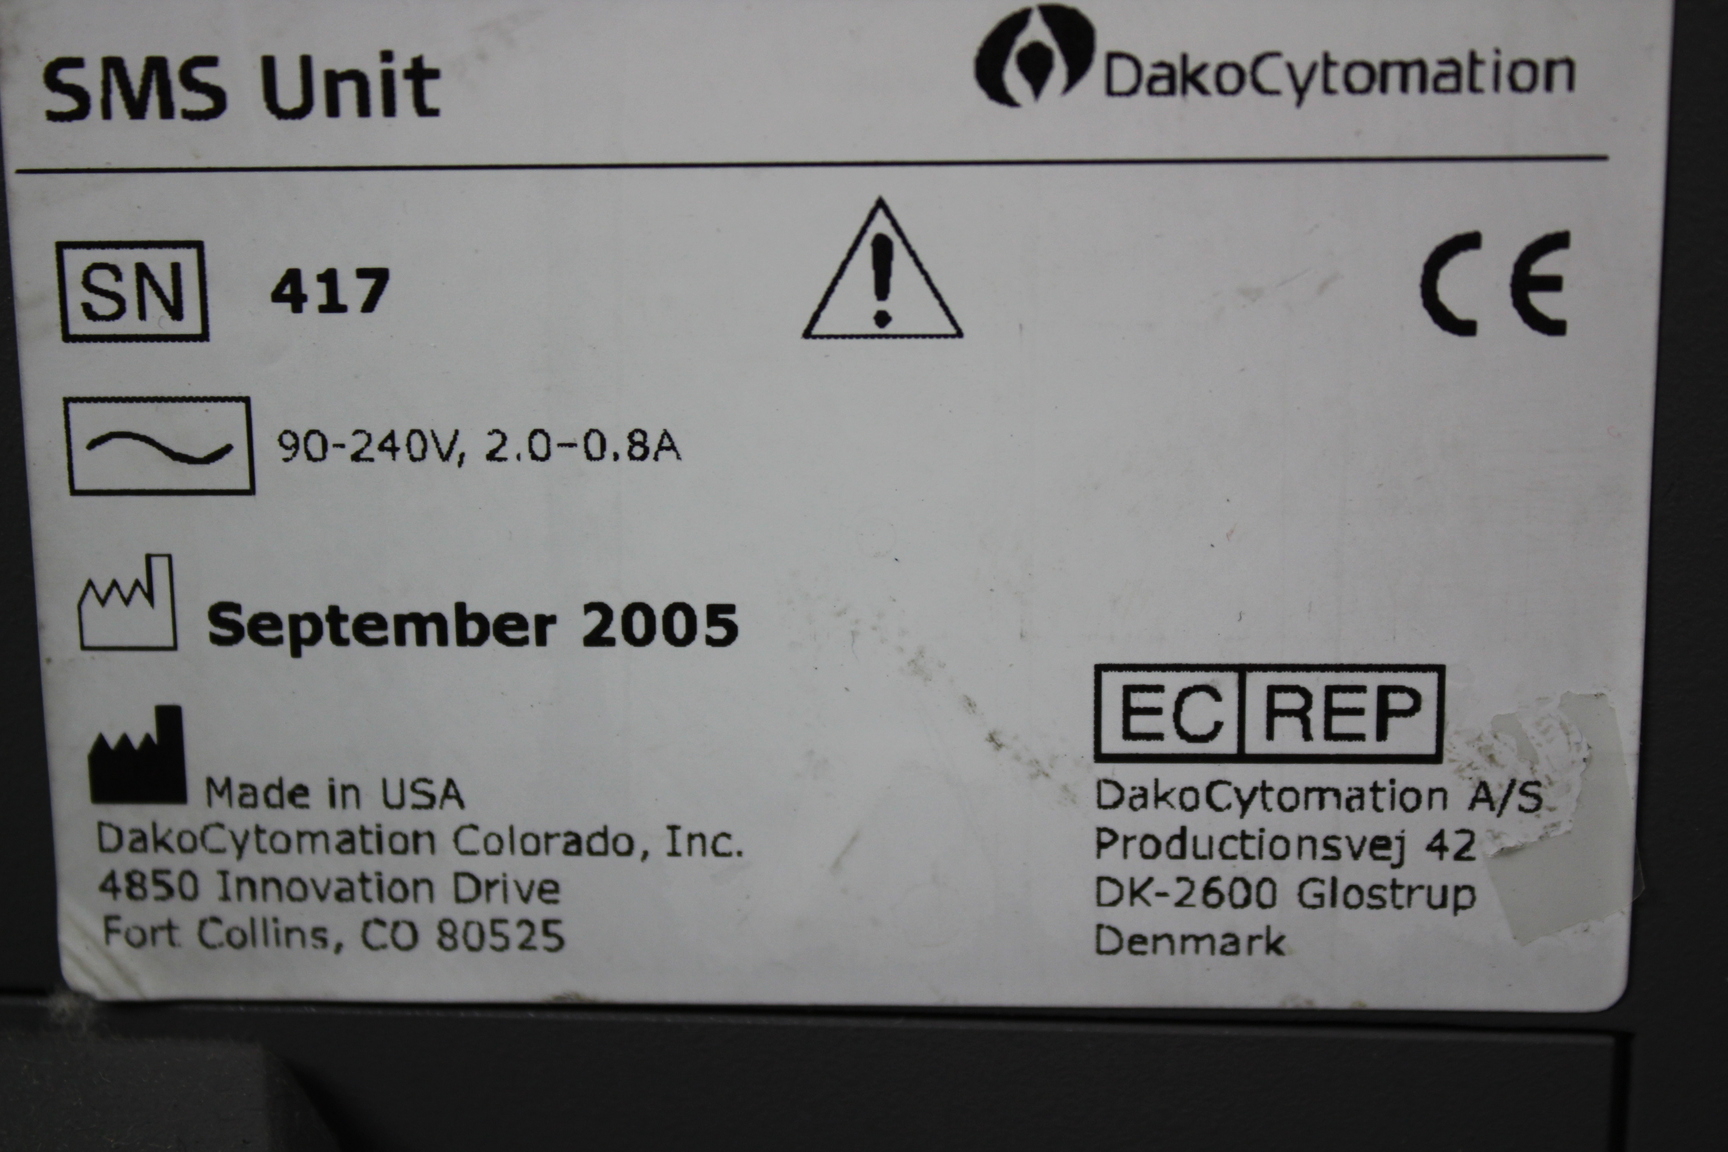 SMS Unit
DakoCytomation
SN 417
CE
90-240V, 2.0-0.8A
September 2005
Made in USA
DakoCytomation Colorado, Inc.
4850 Innovation Drive
Fort Collins, CO 80525
EC REP
DakoCytomation A/S
Productionsvej 42
DK-2600 Glostrup
Denmark